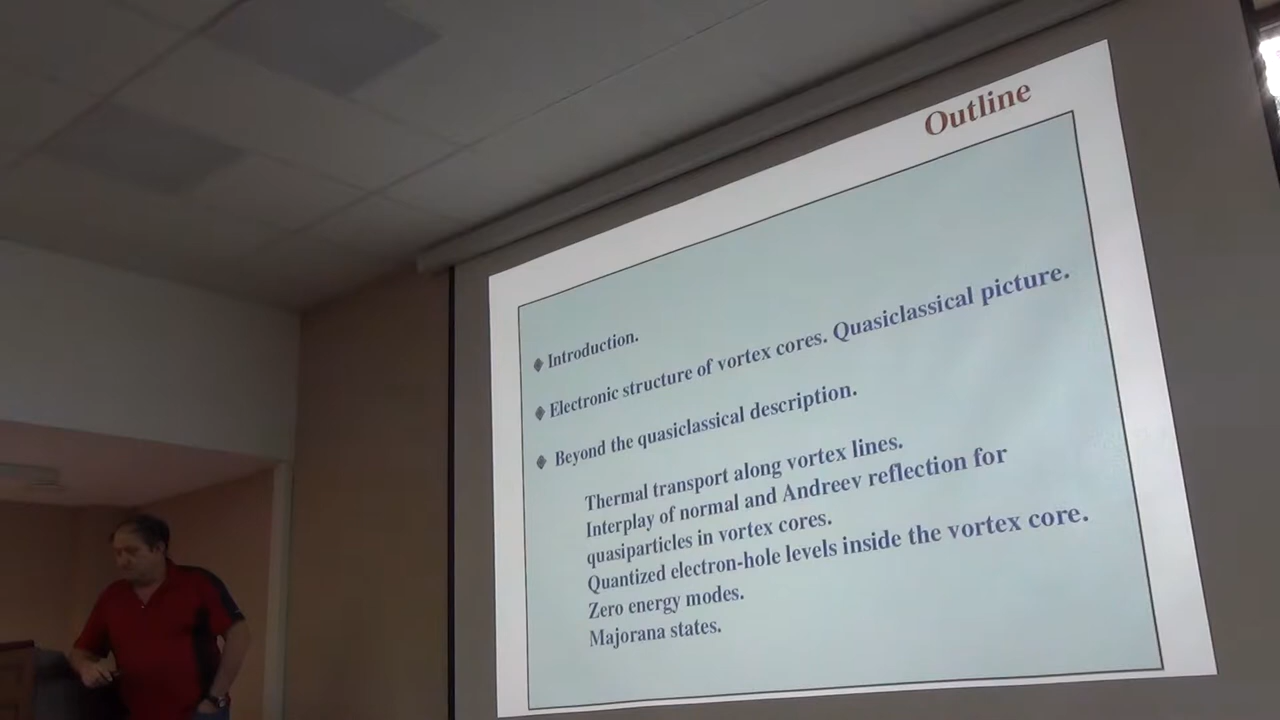 Outline
Introduction.
Electronic structure of vortex cores. Quasiclassical picture.
Beyond the quasiclassical description.
Thermal transport along vortex lines.
Interplay of normal and Andreev reflection for
quasiparticles in vortex cores.
Quantized electron-hole levels inside the vortex core.
Zero energy modes.
Majorana states.